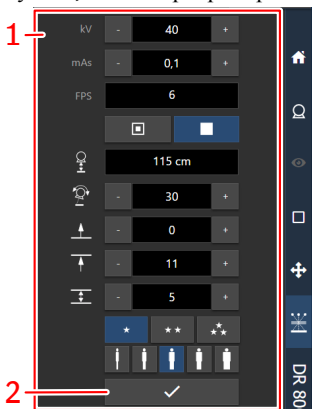 1
kV - 40 +
mAs - 0,1 +
FPS 6
115 cm
- 30 +
- 0 +
- 11 +
- 5 +
2
DR 80